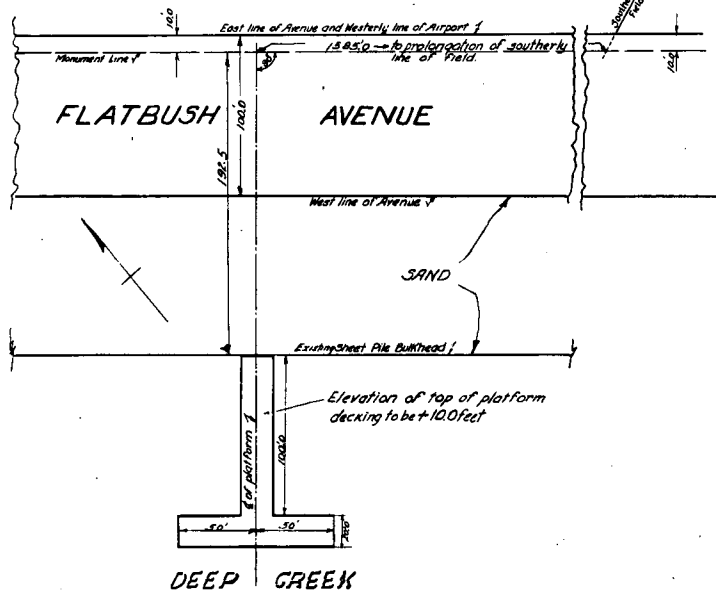 10.0
East line of Avenue and Westerly line of Airport
Southerly
Field
1585.0 → to prolongation of southerly
line of field.
Monument Line
90°
10.0
FLATBUSH AVENUE
100.0
192.5
West line of Avenue
SAND
Existing Sheet Pile Bulkhead
Elevation of top of platform
decking to be +10.0 feet
℄ of platform
100.0
50' 50'
DEEP CREEK